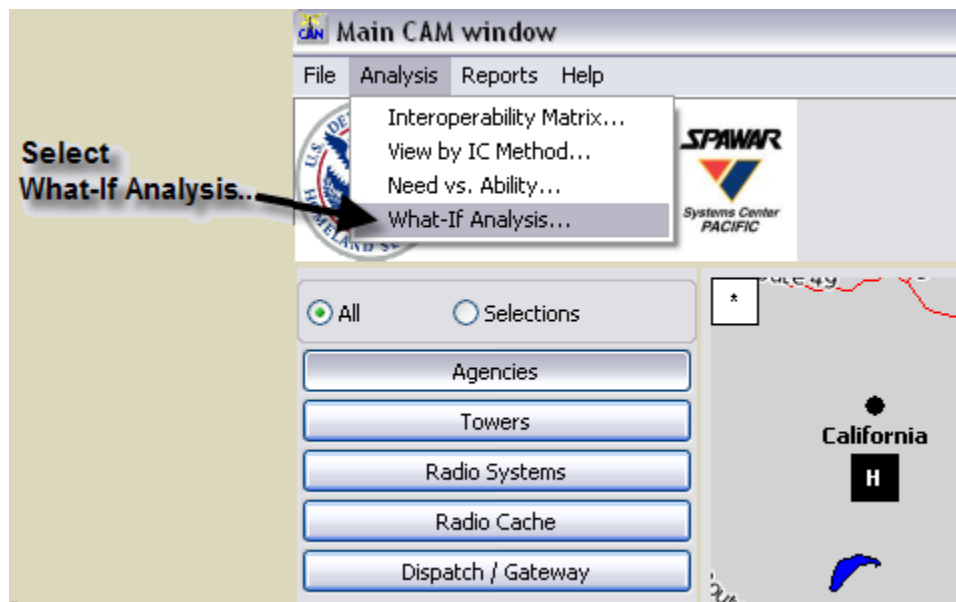 Main CAM window
File Analysis Reports Help
Interoperability Matrix...
View by IC Method...
Need vs. Ability...
What-If Analysis...
Select
What-If Analysis...
SPAWAR
Systems Center
PACIFIC
All Selections
*
Agencies
Towers
Radio Systems
Radio Cache
Dispatch / Gateway
California
H